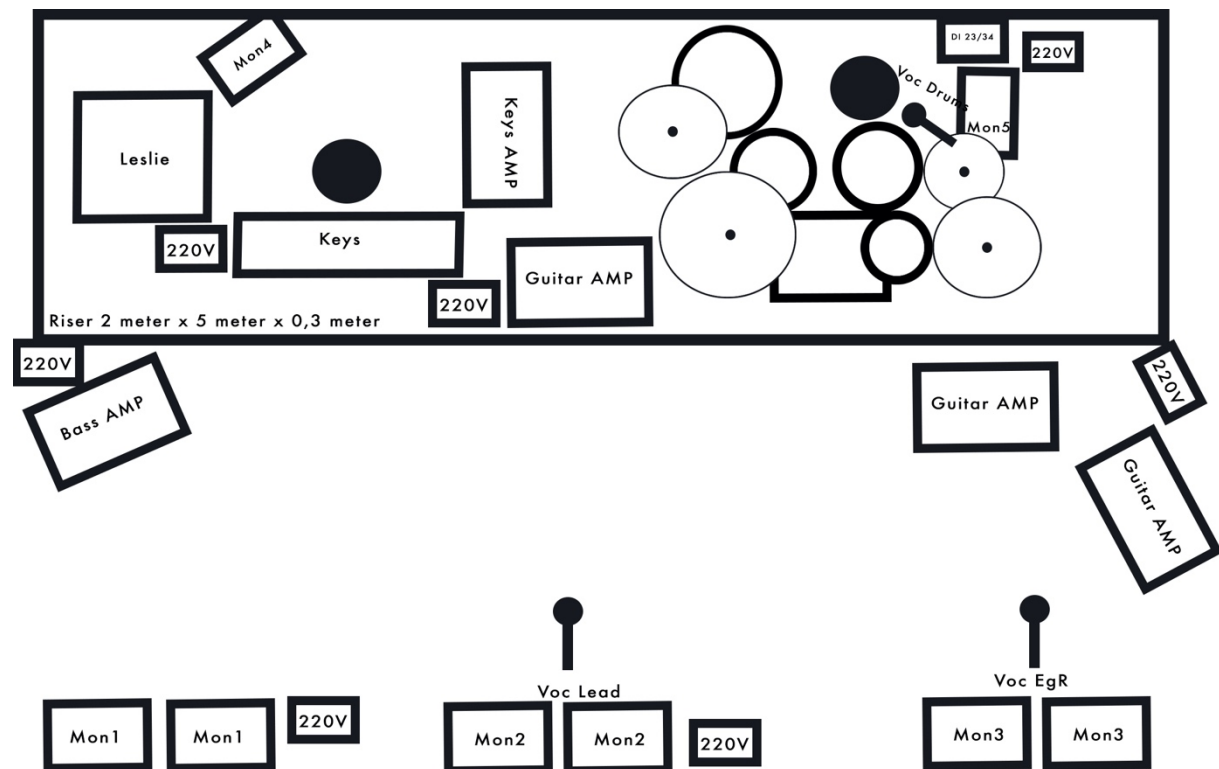 Mon4
DI 23/34
220V
Voc Drums
Mon5
Leslie
Keys AMP
Keys
220V
Guitar AMP
220V
Riser 2 meter x 5 meter x 0,3 meter
220V
Bass AMP
Guitar AMP
220V
Guitar AMP
Voc Lead
Voc EgR
Mon1
Mon1
220V
Mon2
Mon2
220V
Mon3
Mon3